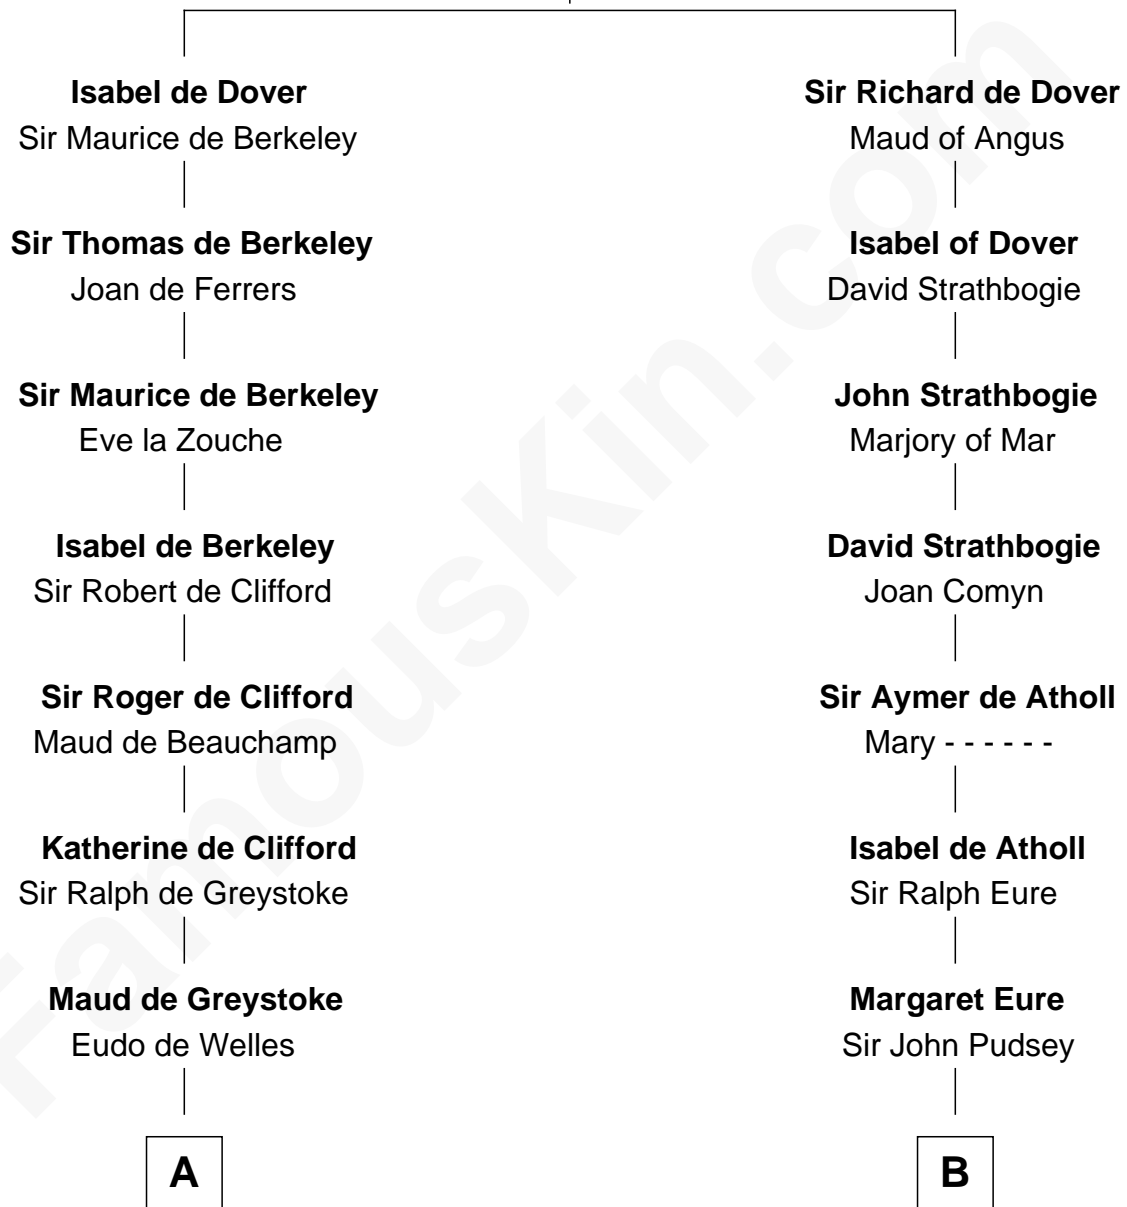 Isabel de Dover
Sir Maurice de Berkeley
Sir Thomas de Berkeley
Joan de Ferrers
Sir Maurice de Berkeley
Eve la Zouche
Isabel de Berkeley
Sir Robert de Clifford
Sir Roger de Clifford
Maud de Beauchamp
Katherine de Clifford
Sir Ralph de Greystoke
Maud de Greystoke
Eudo de Welles
A
Sir Richard de Dover
Maud of Angus
Isabel of Dover
David Strathbogie
John Strathbogie
Marjory of Mar
David Strathbogie
Joan Comyn
Sir Aymer de Atholl
Mary - - - - - -
Isabel de Atholl
Sir Ralph Eure
Margaret Eure
Sir John Pudsey
B
FamousKin.com